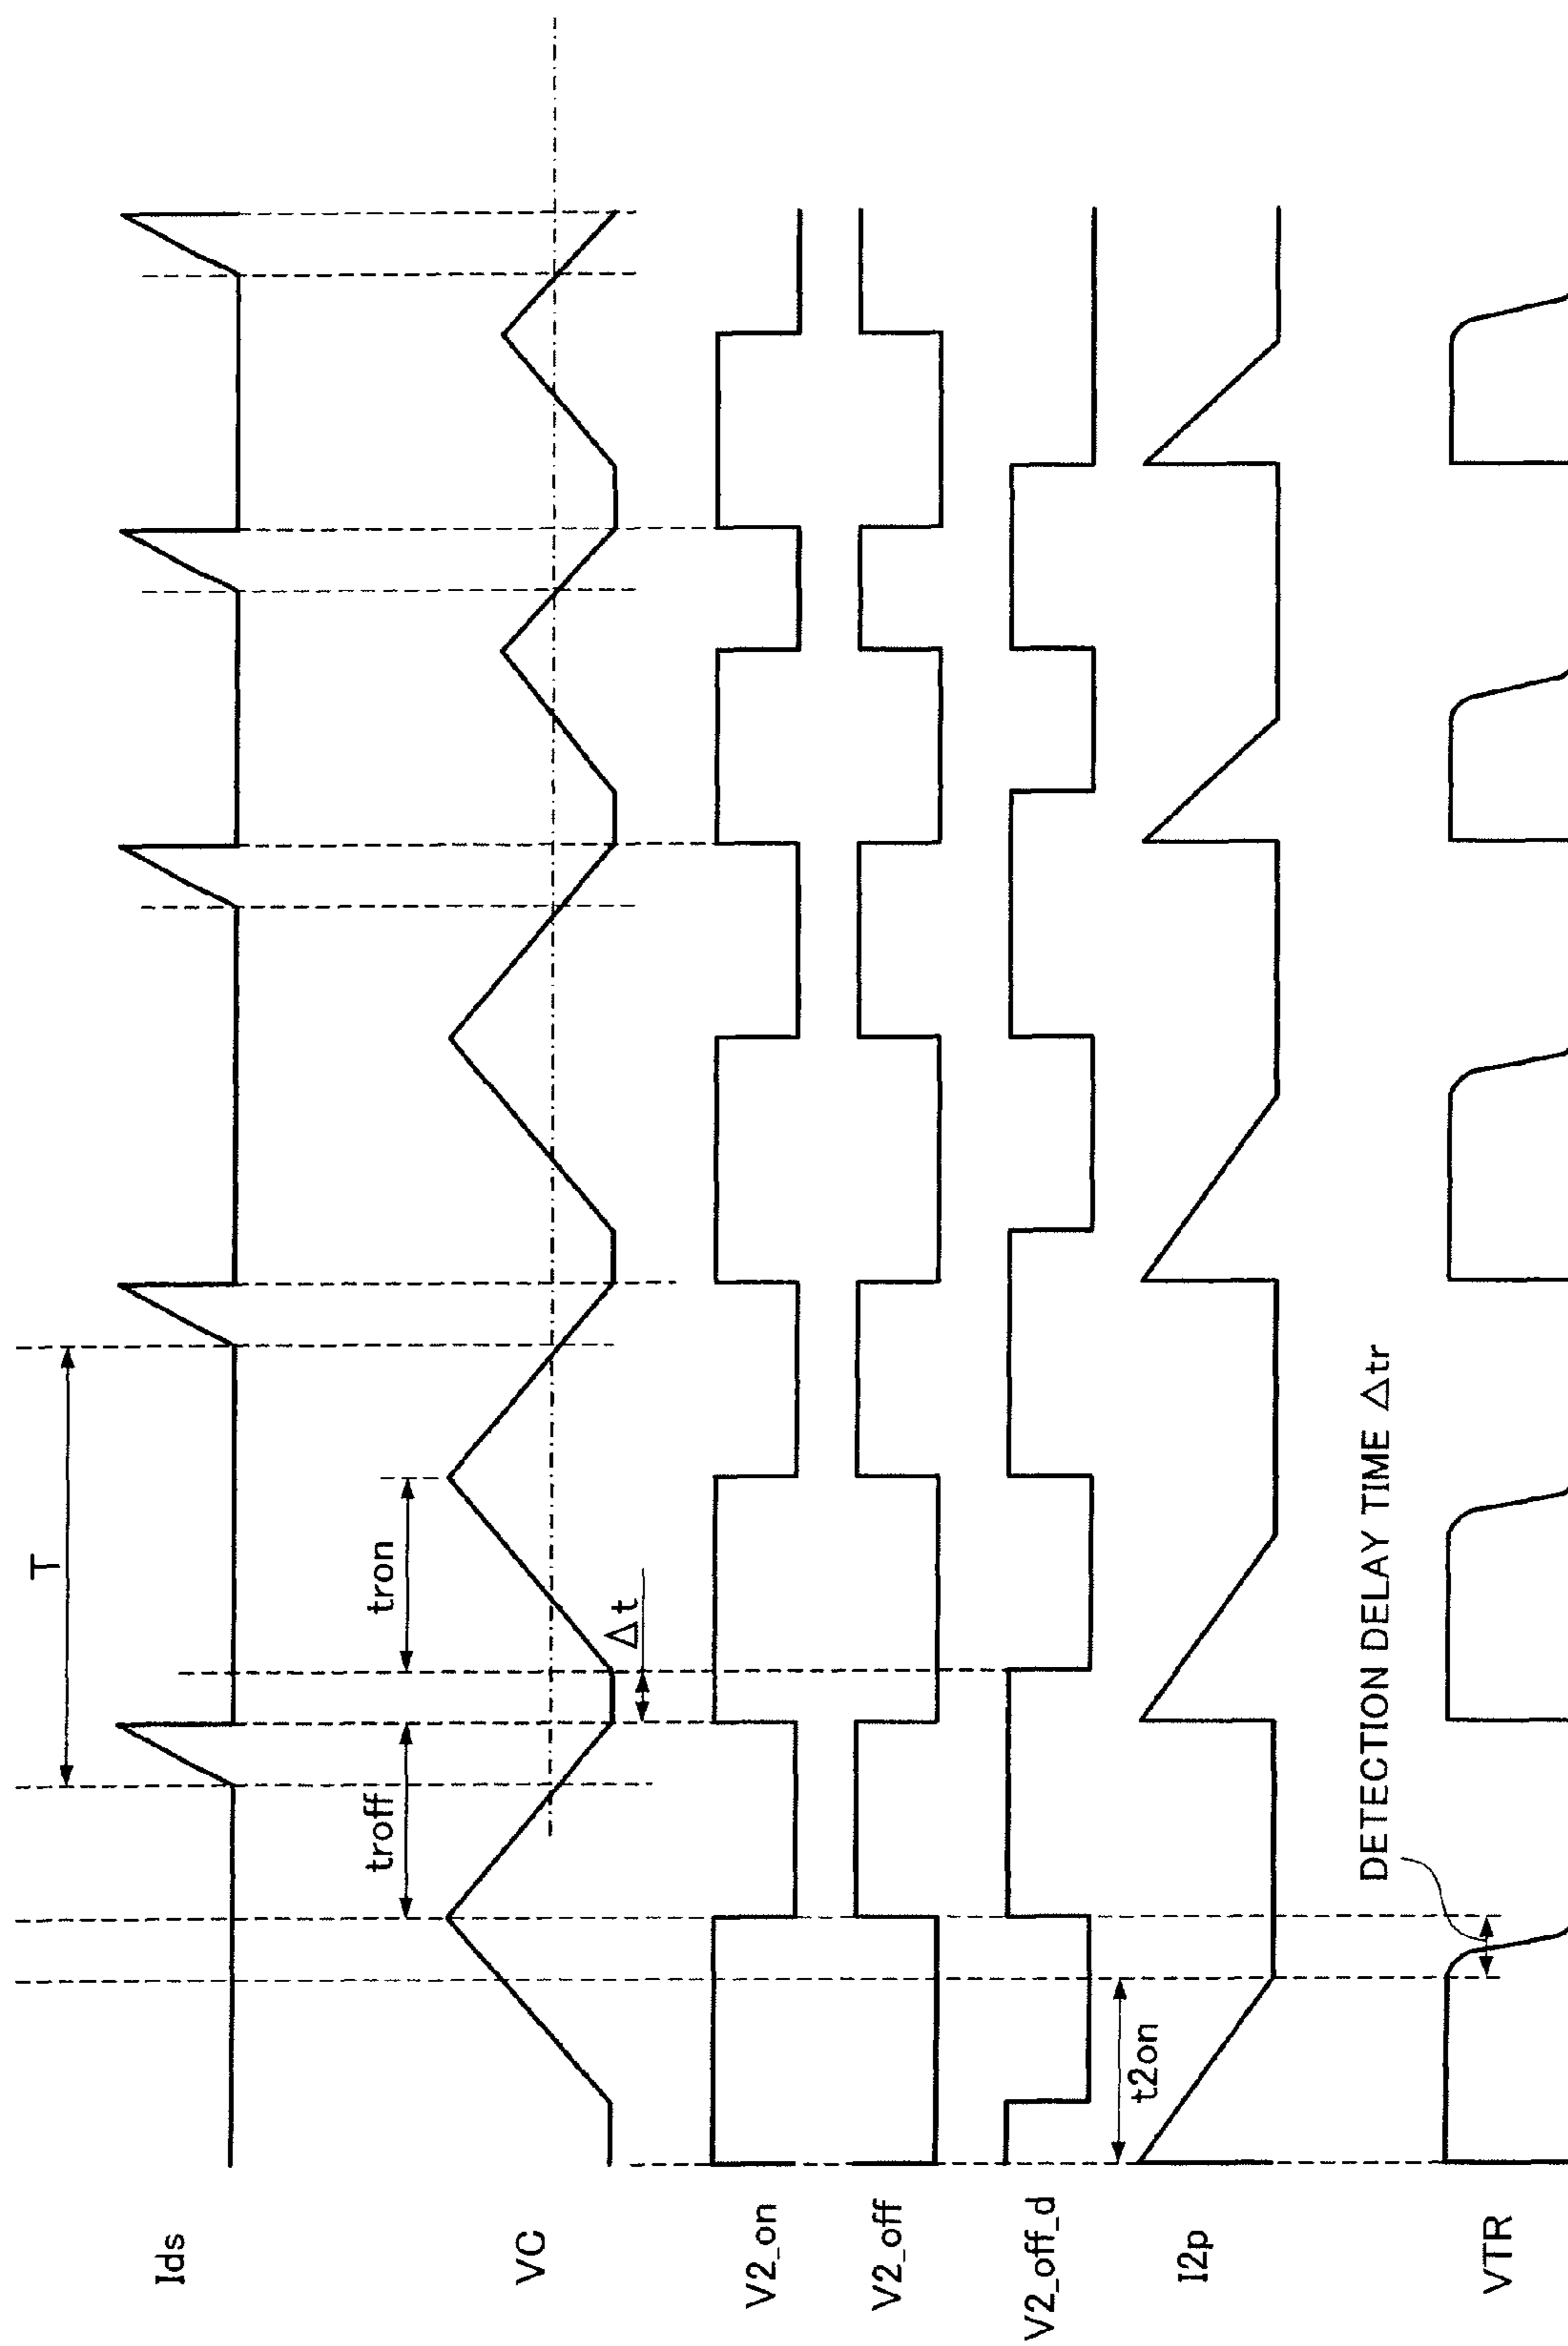 Ids
VC
V2_on
V2_off
V2_off_d
I2p
VTR
T
troff
tron
Δt
t2on
DETECTION DELAY TIME Δtr